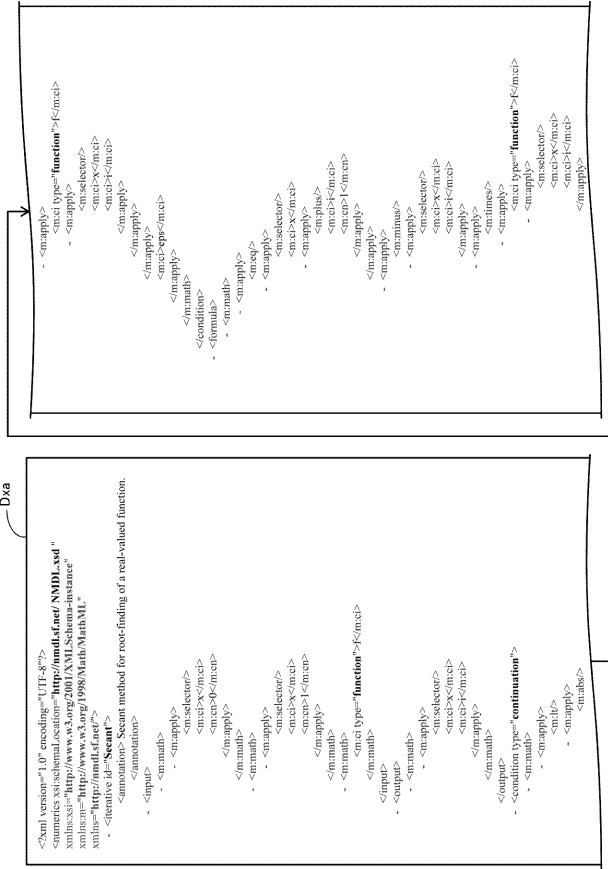 Dxa
<?xml version="1.0" encoding="UTF-8"?>
<numerics xsi:schemaLocation="http://nmdl.sf.net/ NMDL.xsd "
xmlns:xsi="http://www.w3.org/2001/XMLSchema-instance"
xmlns:m="http://www.w3.org/1998/Math/MathML"
xmlns="http://nmdl.sf.net/">
- <iterative id="Secant">
<annotation>Secant method for root-finding of a real-valued function.
</annotation>
- <input>
- <m:math>
- <m:apply>
<m:selector/>
<m:ci>x</m:ci>
<m:cn>0</m:cn>
</m:apply>
</m:math>
- <m:math>
- <m:apply>
<m:selector/>
<m:ci>x</m:ci>
<m:cn>1</m:cn>
</m:apply>
</m:math>
- <m:math>
<m:ci type="function">f</m:ci>
</m:math>
</input>
- <output>
- <m:math>
- <m:apply>
<m:selector/>
<m:ci>x</m:ci>
<m:ci>i</m:ci>
</m:apply>
</m:math>
</output>
- <condition type="continuation">
- <m:math>
- <m:apply>
<m:lt/>
- <m:apply>
<m:abs/>
- <m:apply>
<m:ci type="function">f</m:ci>
- <m:apply>
<m:selector/>
<m:ci>x</m:ci>
<m:ci>i</m:ci>
</m:apply>
</m:apply>
</m:apply>
<m:ci>eps</m:ci>
</m:apply>
</m:math>
</condition>
- <formula>
- <m:math>
- <m:apply>
<m:eq/>
- <m:apply>
<m:selector/>
<m:ci>x</m:ci>
- <m:apply>
<m:plus/>
<m:ci>i</m:ci>
<m:cn>1</m:cn>
</m:apply>
</m:apply>
- <m:apply>
<m:minus/>
- <m:apply>
<m:selector/>
<m:ci>x</m:ci>
<m:ci>i</m:ci>
</m:apply>
- <m:apply>
<m:times/>
- <m:apply>
<m:ci type="function">f</m:ci>
- <m:apply>
<m:selector/>
<m:ci>x</m:ci>
<m:ci>i</m:ci>
</m:apply>